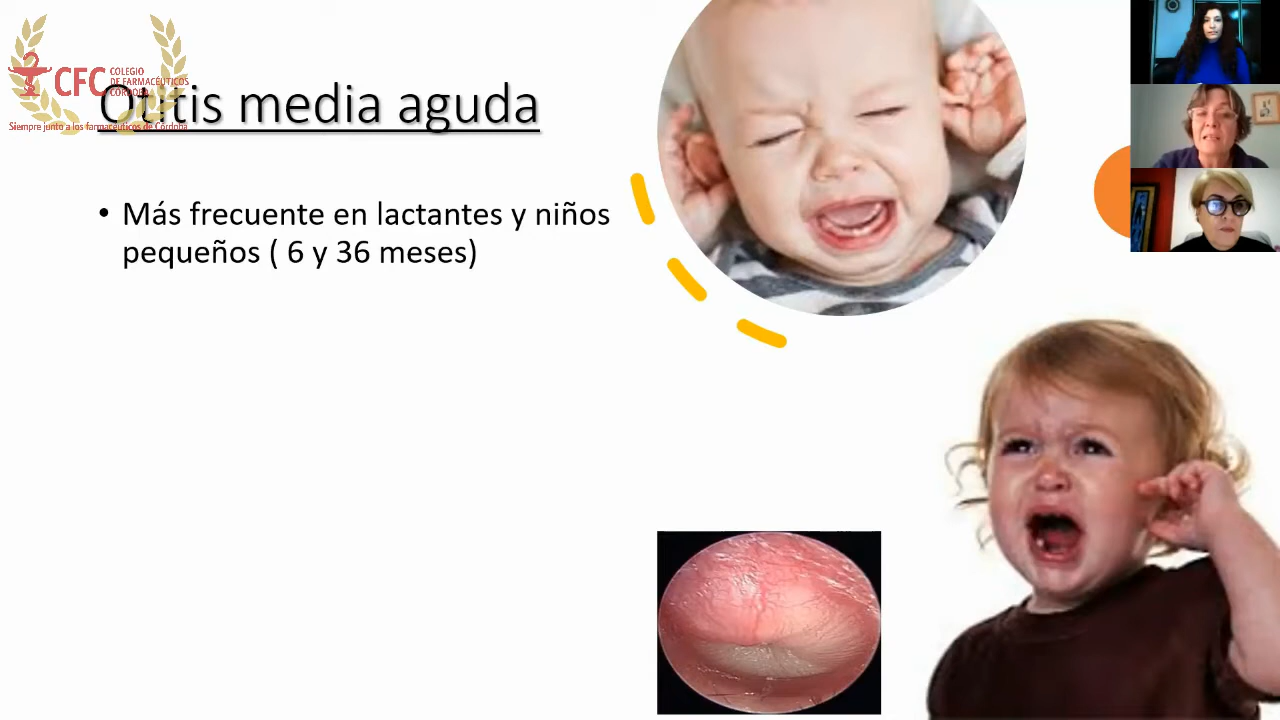 CFC
COLEGIO
DE FARMACÉUTICOS
CÓRDOBA
Siempre junto a los farmacéuticos de Córdoba
Otitis media aguda
• Más frecuente en lactantes y niños
pequeños ( 6 y 36 meses)